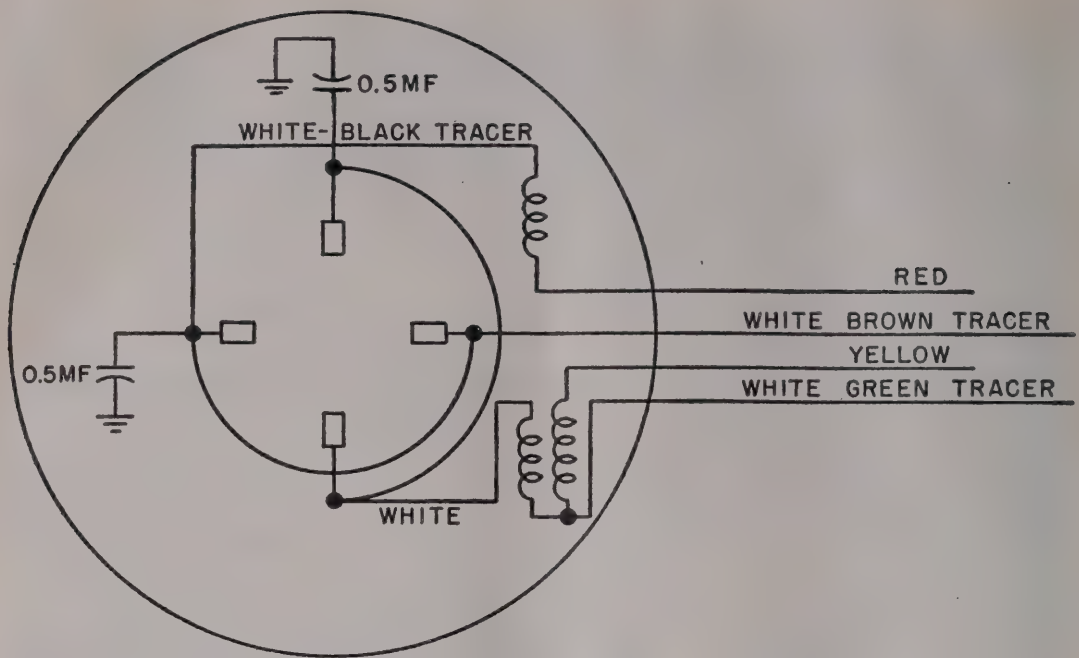 0.5MF
WHITE-BLACK TRACER
RED
WHITE BROWN TRACER
YELLOW
0.5MF
WHITE GREEN TRACER
WHITE